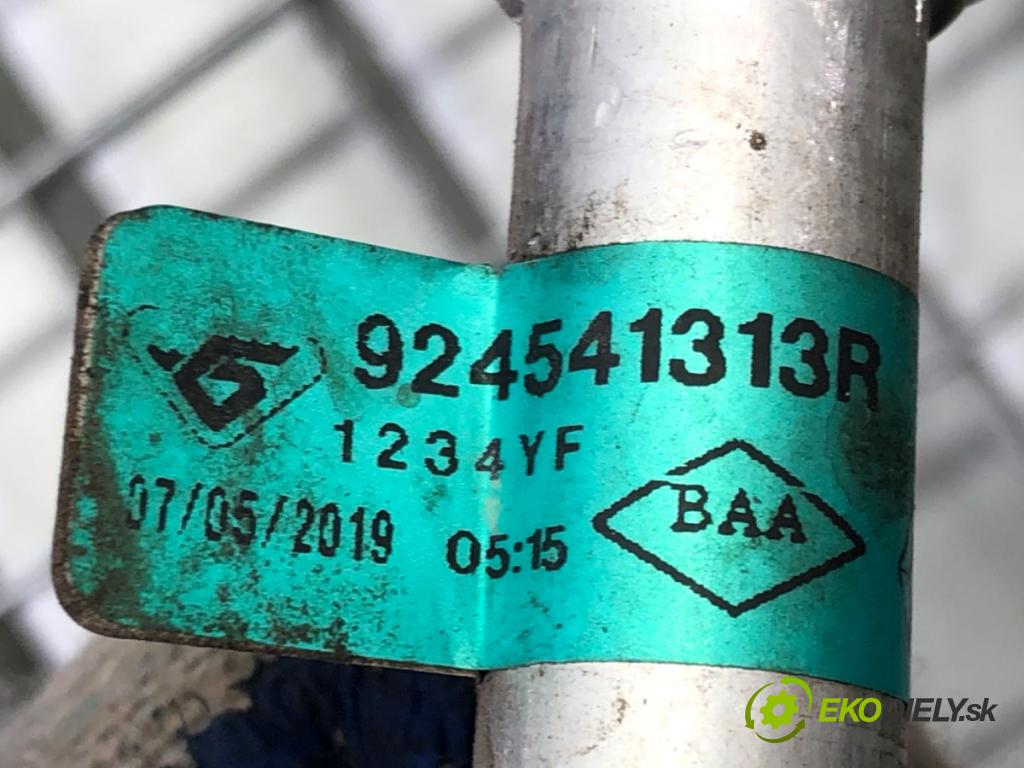 924541313R
1234YF
07/05/2019 05:15
BAA
EKODIELY.sk